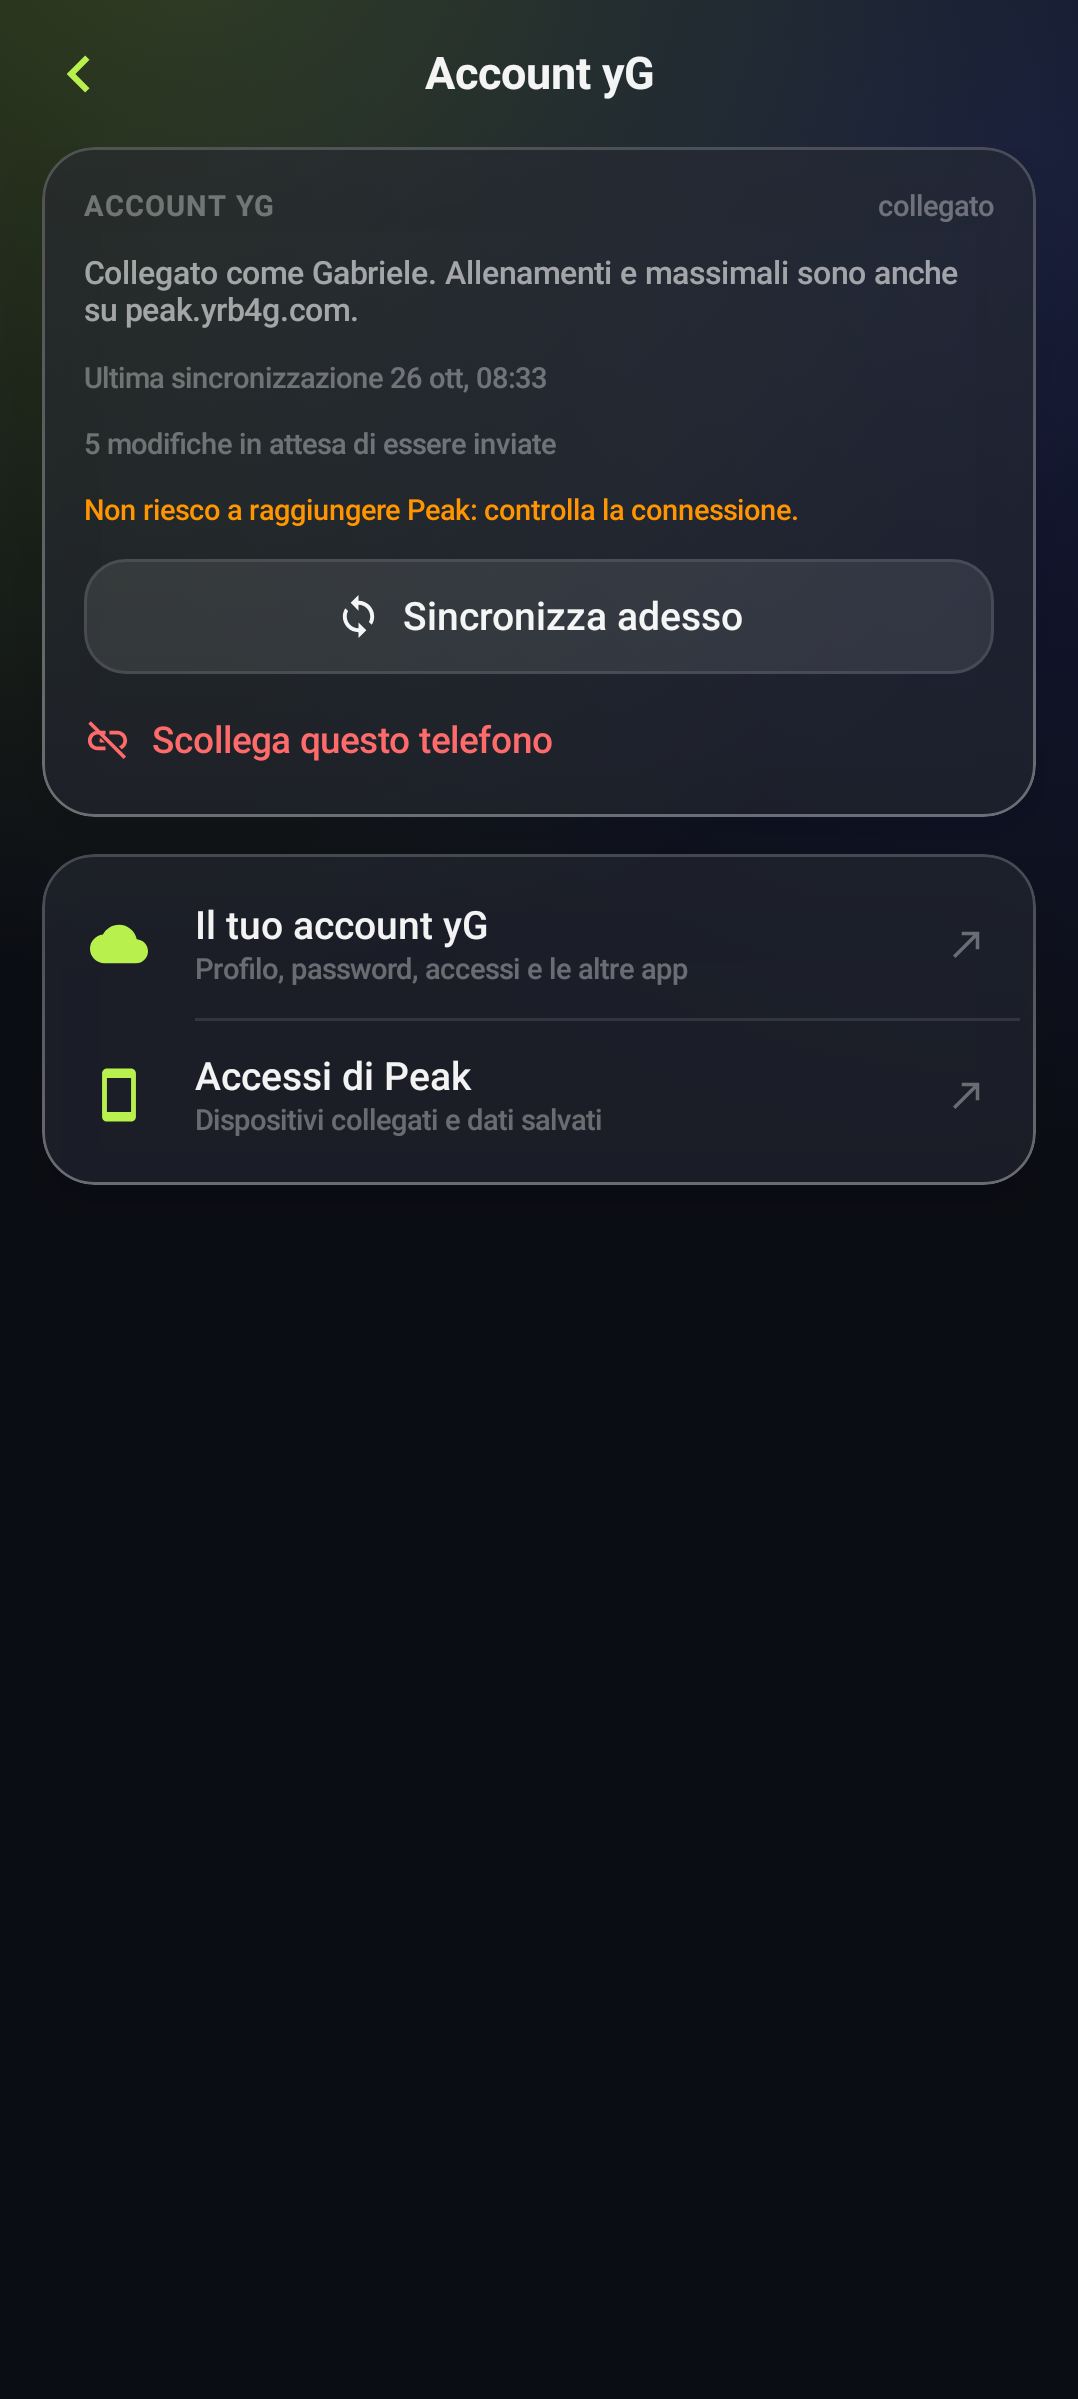 Account yG
ACCOUNT YG
collegato
Collegato come Gabriele. Allenamenti e massimali sono anche
su peak.yrb4g.com.
Ultima sincronizzazione 26 ott, 08:33
5 modifiche in attesa di essere inviate
Non riesco a raggiungere Peak: controlla la connessione.
Sincronizza adesso
Scollega questo telefono
Il tuo account yG
Profilo, password, accessi e le altre app
Accessi di Peak
Dispositivi collegati e dati salvati